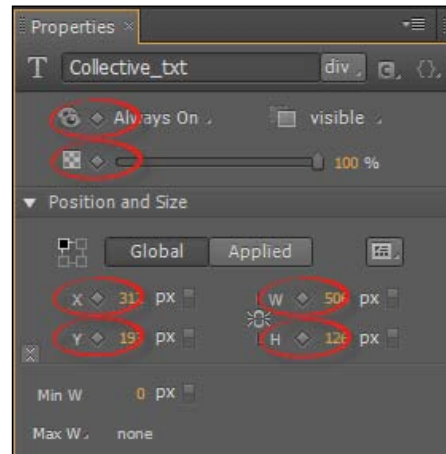 Properties ×
T Collective_txt div
Always On visible
100 %
Position and Size
Global Applied
X px W px
Y px H px
Min W 0 px
Max W none